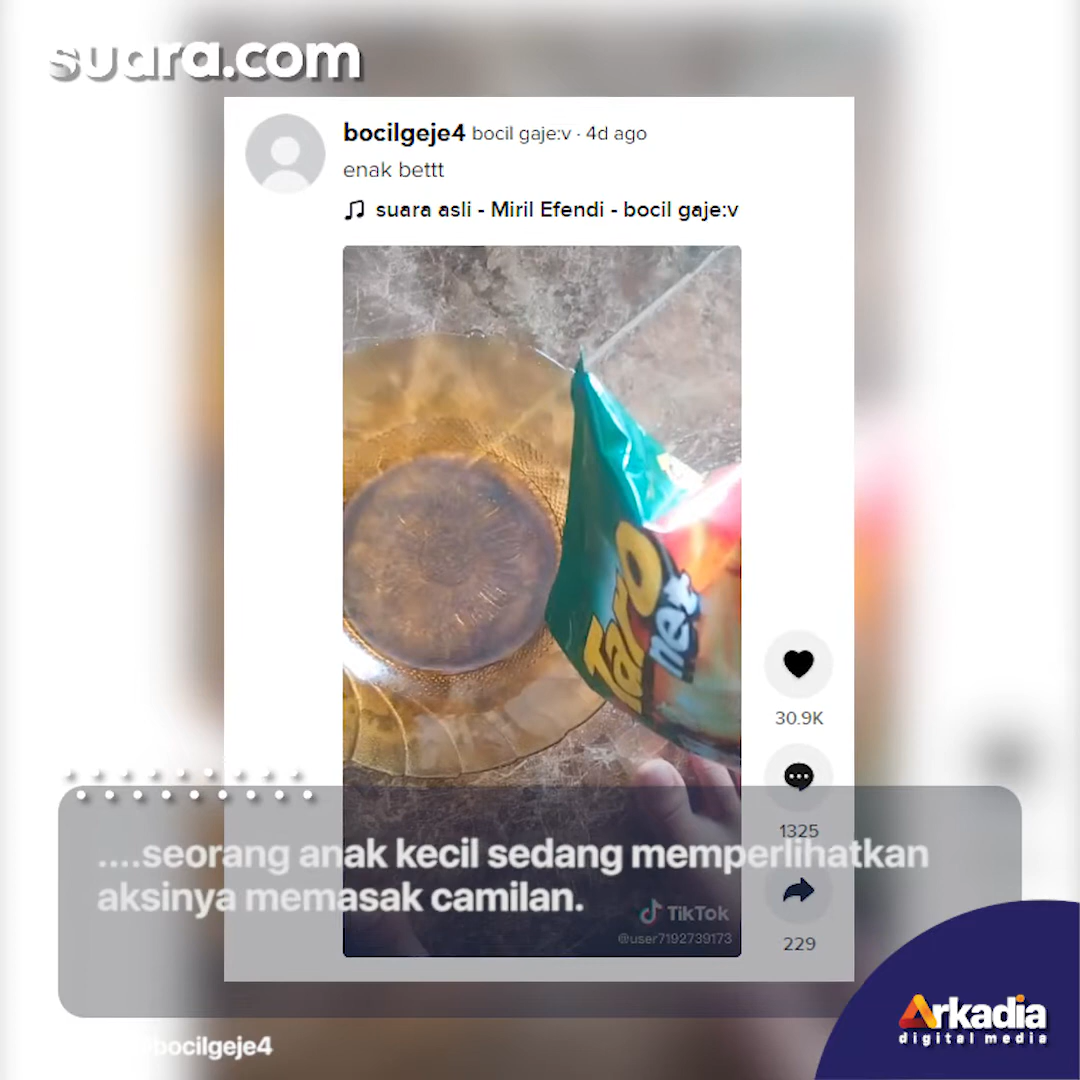 suara.com
bocilgeje4 bocil gaje:v · 4d ago
enak bettt
suara asli - Miril Efendi - bocil gaje:v
Taro
net
30.9K
1325
....seorang anak kecil sedang memperlihatkan
aksinya memasak camilan.
TikTok
@user7192739173
229
Arkadia
digital media
bocilgeje4